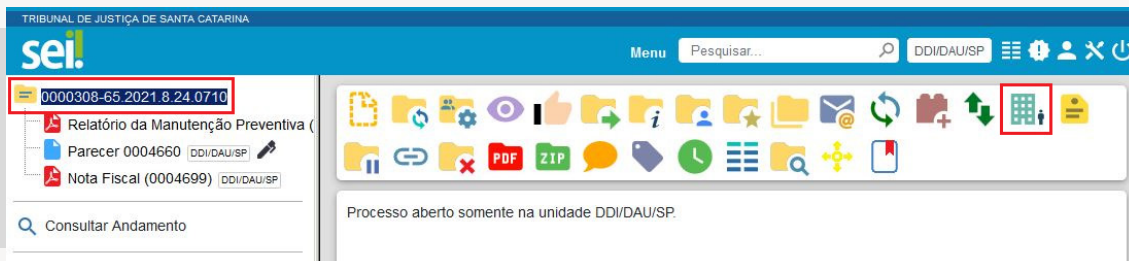 TRIBUNAL DE JUSTIÇA DE SANTA CATARINA
sei!
Menu Pesquisar... DDI/DAU/SP
0000308-65.2021.8.24.0710
Relatório da Manutenção Preventiva (
Parecer 0004660 DDI/DAU/SP
Nota Fiscal (0004699) DDI/DAU/SP
Consultar Andamento
PDF ZIP
Processo aberto somente na unidade DDI/DAU/SP.